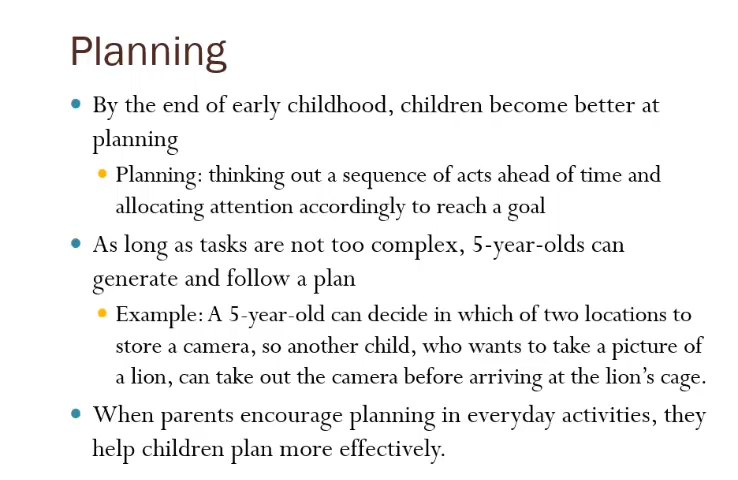 Planning
• By the end of early childhood, children become better at
planning
• Planning: thinking out a sequence of acts ahead of time and
allocating attention accordingly to reach a goal
• As long as tasks are not too complex, 5-year-olds can
generate and follow a plan
• Example: A 5-year-old can decide in which of two locations to
store a camera, so another child, who wants to take a picture of
a lion, can take out the camera before arriving at the lion’s cage.
• When parents encourage planning in everyday activities, they
help children plan more effectively.